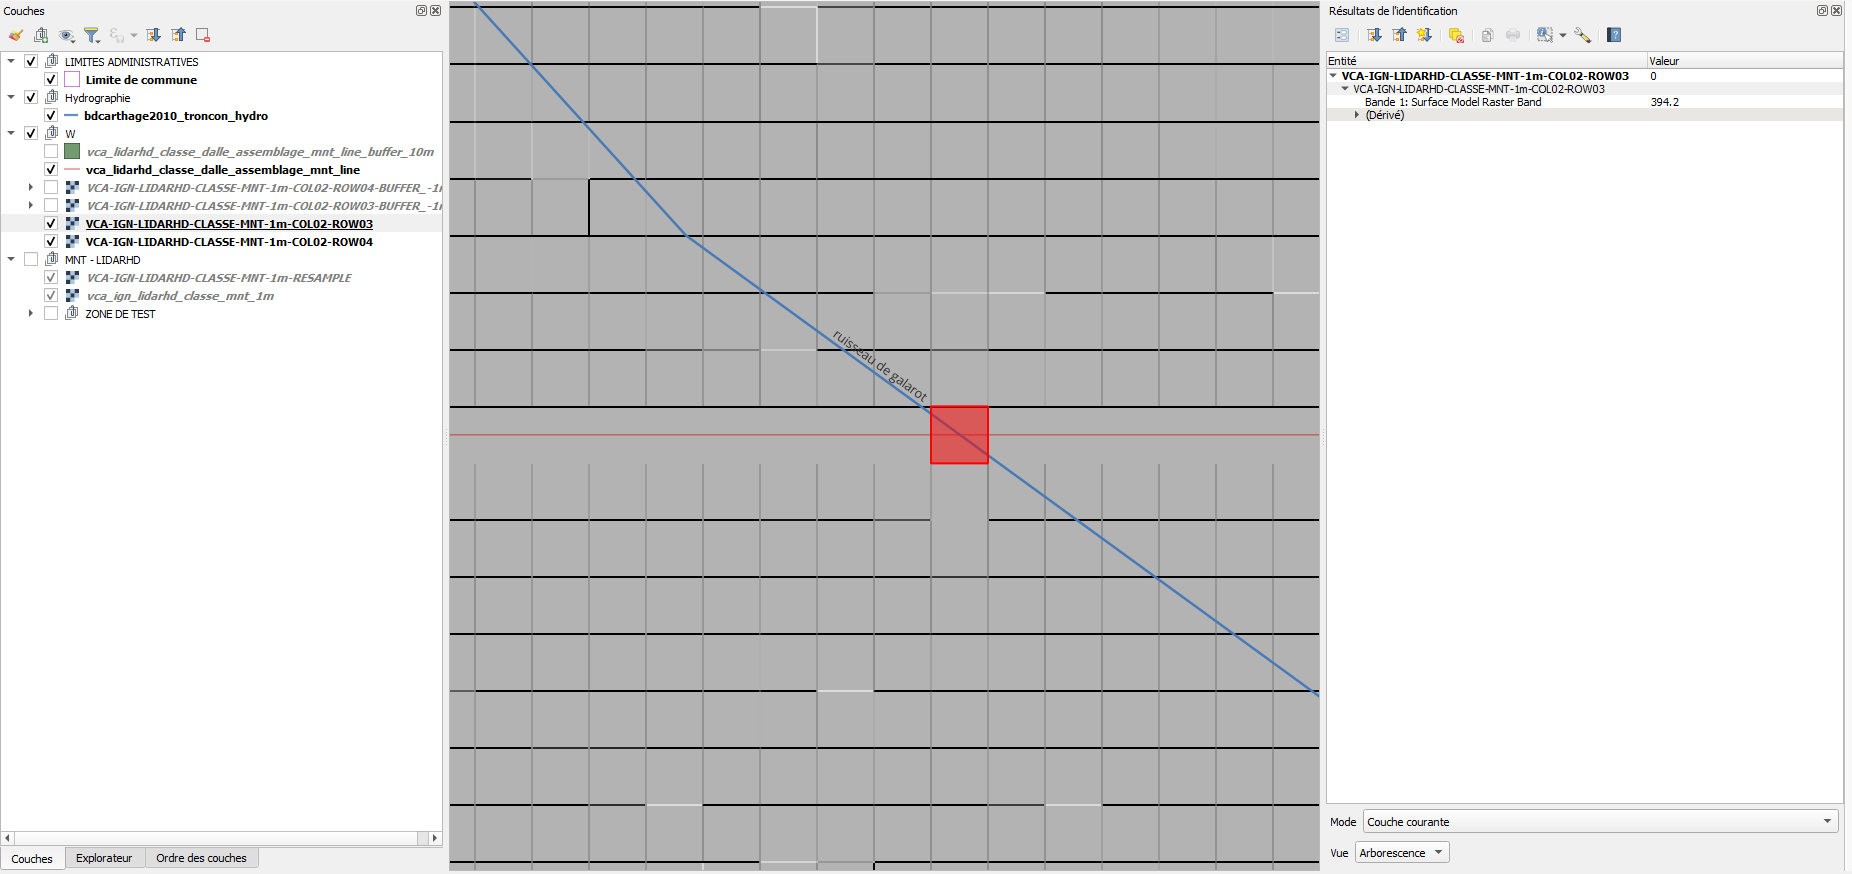 Couches
LIMITES ADMINISTRATIVES
Limite de commune
Hydrographie
bdcarthage2010_troncon_hydro
W
vca_lidarhd_classe_dalle_assemblage_mnt_line_buffer_10m
vca_lidarhd_classe_dalle_assemblage_mnt_line
VCA-IGN-LIDARHD-CLASSE-MNT-1m-COL02-ROW04-BUFFER_-1
VCA-IGN-LIDARHD-CLASSE-MNT-1m-COL02-ROW03-BUFFER_-1
VCA-IGN-LIDARHD-CLASSE-MNT-1m-COL02-ROW03
VCA-IGN-LIDARHD-CLASSE-MNT-1m-COL02-ROW04
MNT - LIDARHD
VCA-IGN-LIDARHD-CLASSE-MNT-1m-RESAMPLE
vca_ign_lidarhd_classe_mnt_1m
ZONE DE TEST
Couches Explorateur Ordre des couches
ruisseau de galarot
Résultats de l'identification
Entité Valeur
VCA-IGN-LIDARHD-CLASSE-MNT-1m-COL02-ROW03 0
VCA-IGN-LIDARHD-CLASSE-MNT-1m-COL02-ROW03
Bande 1: Surface Model Raster Band 394.2
(Dérivé)
Mode Couche courante
Vue Arborescence